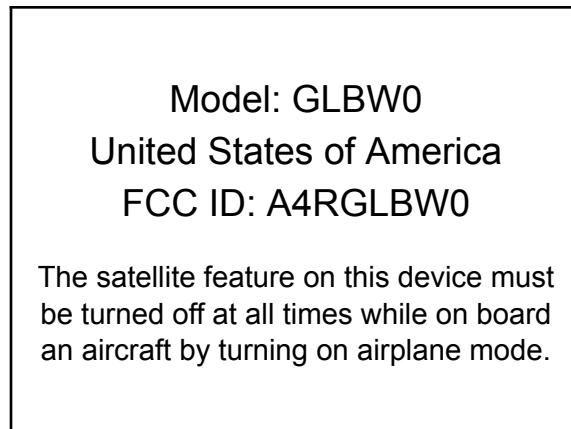 Model: GLBW0
United States of America
FCC ID: A4RGLBW0
The satellite feature on this device must
be turned off at all times while on board
an aircraft by turning on airplane mode.